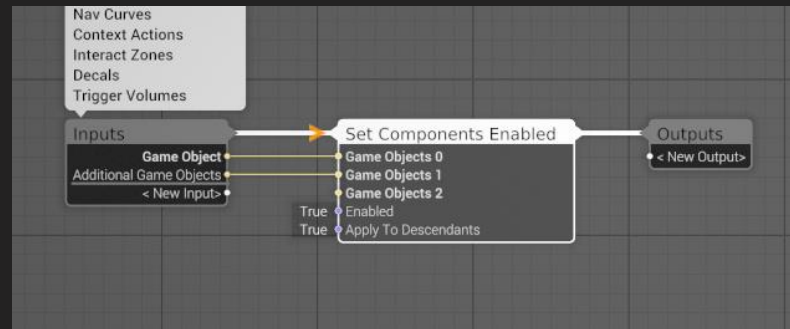 Nav Curves
Context Actions
Interact Zones
Decals
Trigger Volumes
Inputs
Game Object
Additional Game Objects
< New Input>
Set Components Enabled
Game Objects 0
Game Objects 1
Game Objects 2
True Enabled
True Apply To Descendants
Outputs
< New Output>